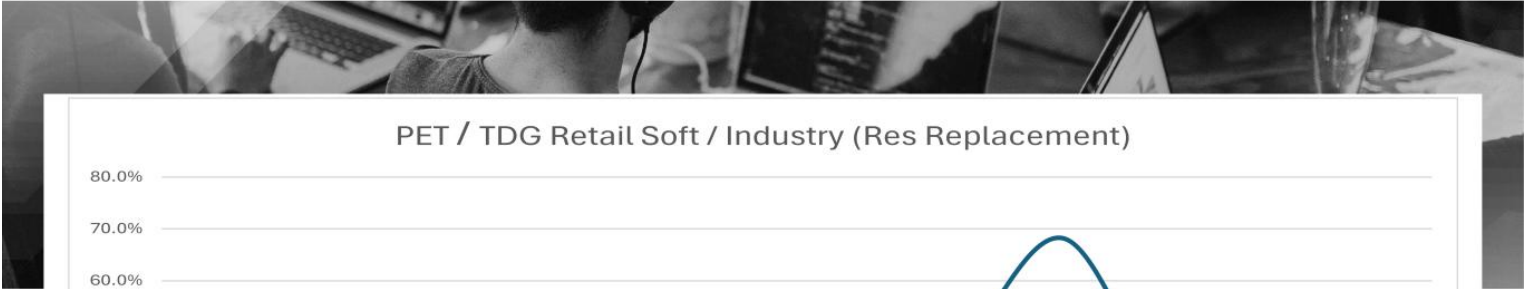 PET / TDG Retail Soft / Industry (Res Replacement)
80.0%
70.0%
60.0%